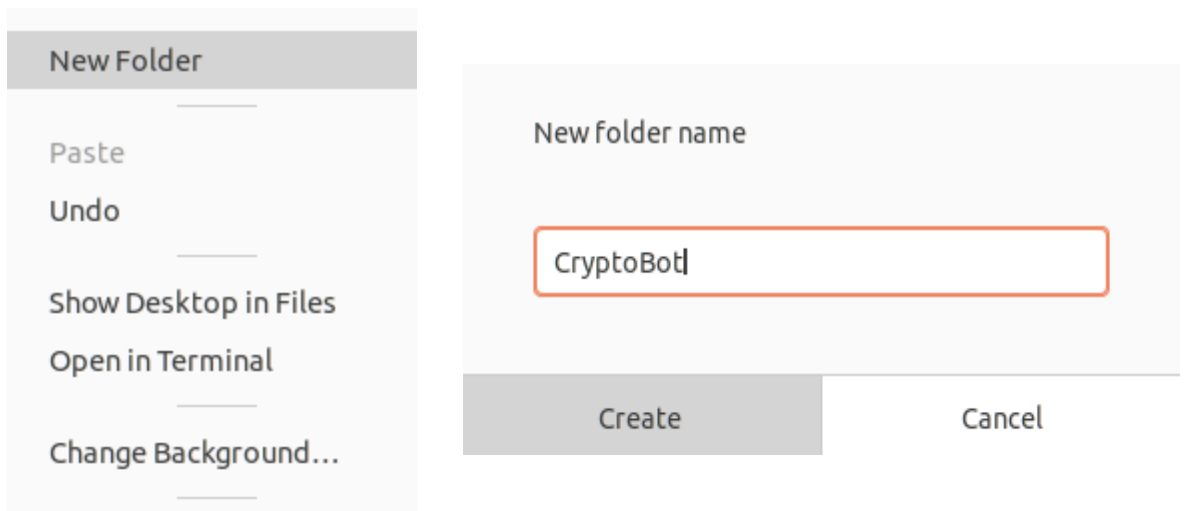 New Folder
Paste
Undo
Show Desktop in Files
Open in Terminal
Change Background...
New folder name
CryptoBot
Create
Cancel